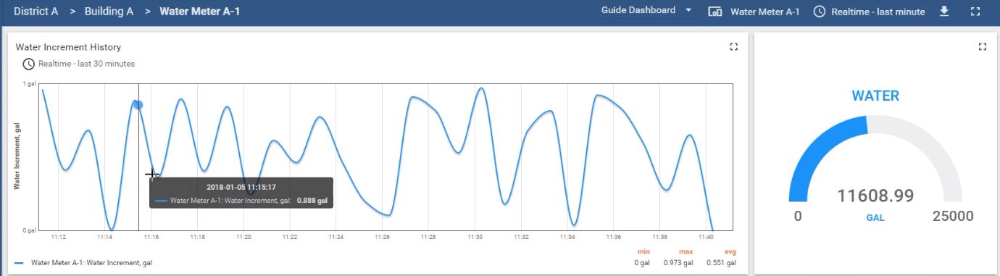 District A > Building A > Water Meter A-1
Guide Dashboard Water Meter A-1 Realtime - last minute
Water Increment History
Realtime - last 30 minutes
1 gal
Water Increment, gal
0 gal
2018-01-05 11:15:17
Water Meter A-1: Water Increment, gal: 0.888 gal
11:12 11:14 11:16 11:18 11:20 11:22 11:24 11:26 11:28 11:30 11:32 11:34 11:36 11:38 11:40
min max avg
Water Meter A-1: Water Increment, gal 0 gal 0.973 gal 0.551 gal
WATER
11608.99
0 GAL 25000